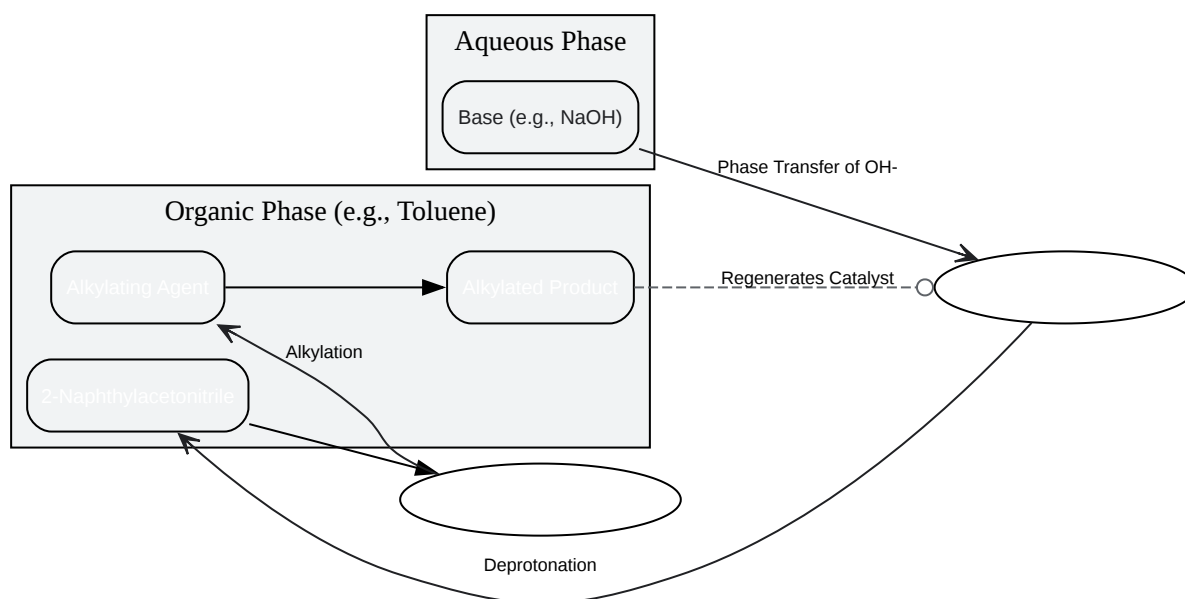 Aqueous Phase
Base (e.g., NaOH)
Phase Transfer of OH-
Organic Phase (e.g., Toluene)
Alkylating Agent
Alkylated Product
Regenerates Catalyst
Alkylation
2-Naphthylacetonitrile
Deprotonation